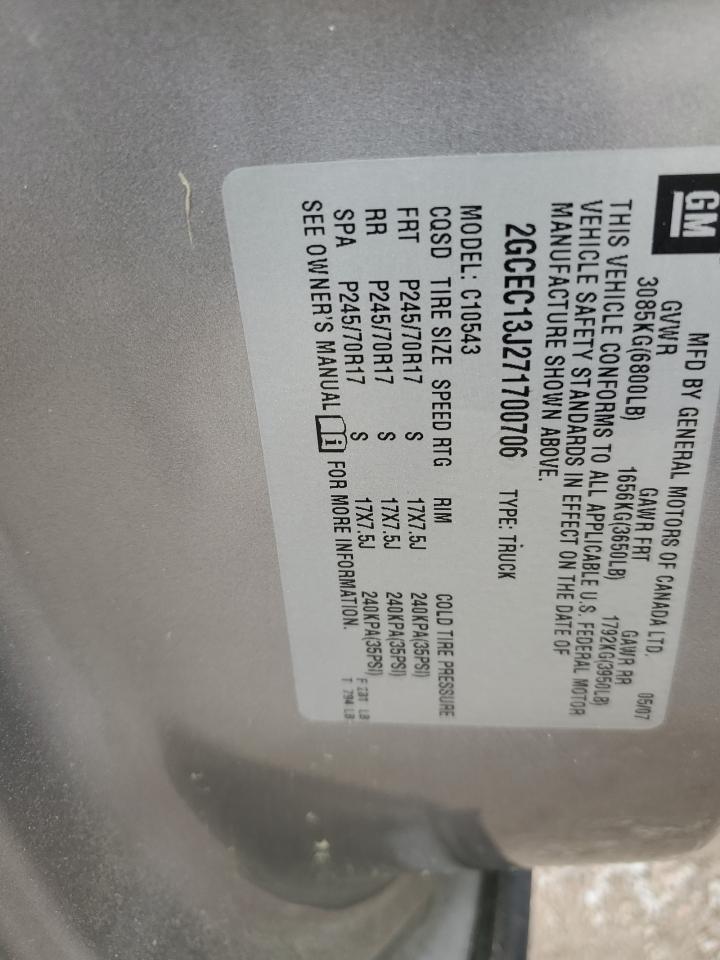 GM
MFD BY GENERAL MOTORS OF CANADA LTD. 05/07
GVWR GAWR FRT GAWR RR
3085KG(6800LB) 1656KG(3650LB) 1792KG(3950LB)
THIS VEHICLE CONFORMS TO ALL APPLICABLE U.S. FEDERAL MOTOR
VEHICLE SAFETY STANDARDS IN EFFECT ON THE DATE OF
MANUFACTURE SHOWN ABOVE.
2GCEC13J271700706 TYPE: TRUCK
MODEL: C10543
CQSD TIRE SIZE SPEED RTG RIM COLD TIRE PRESSURE
FRT P245/70R17 S 17X7.5J 240KPA(35PSI)
RR P245/70R17 S 17X7.5J 240KPA(35PSI)
SPA P245/70R17 S 17X7.5J 240KPA(35PSI)
SEE OWNER'S MANUAL i FOR MORE INFORMATION.
F 281 LB
T 794 LB